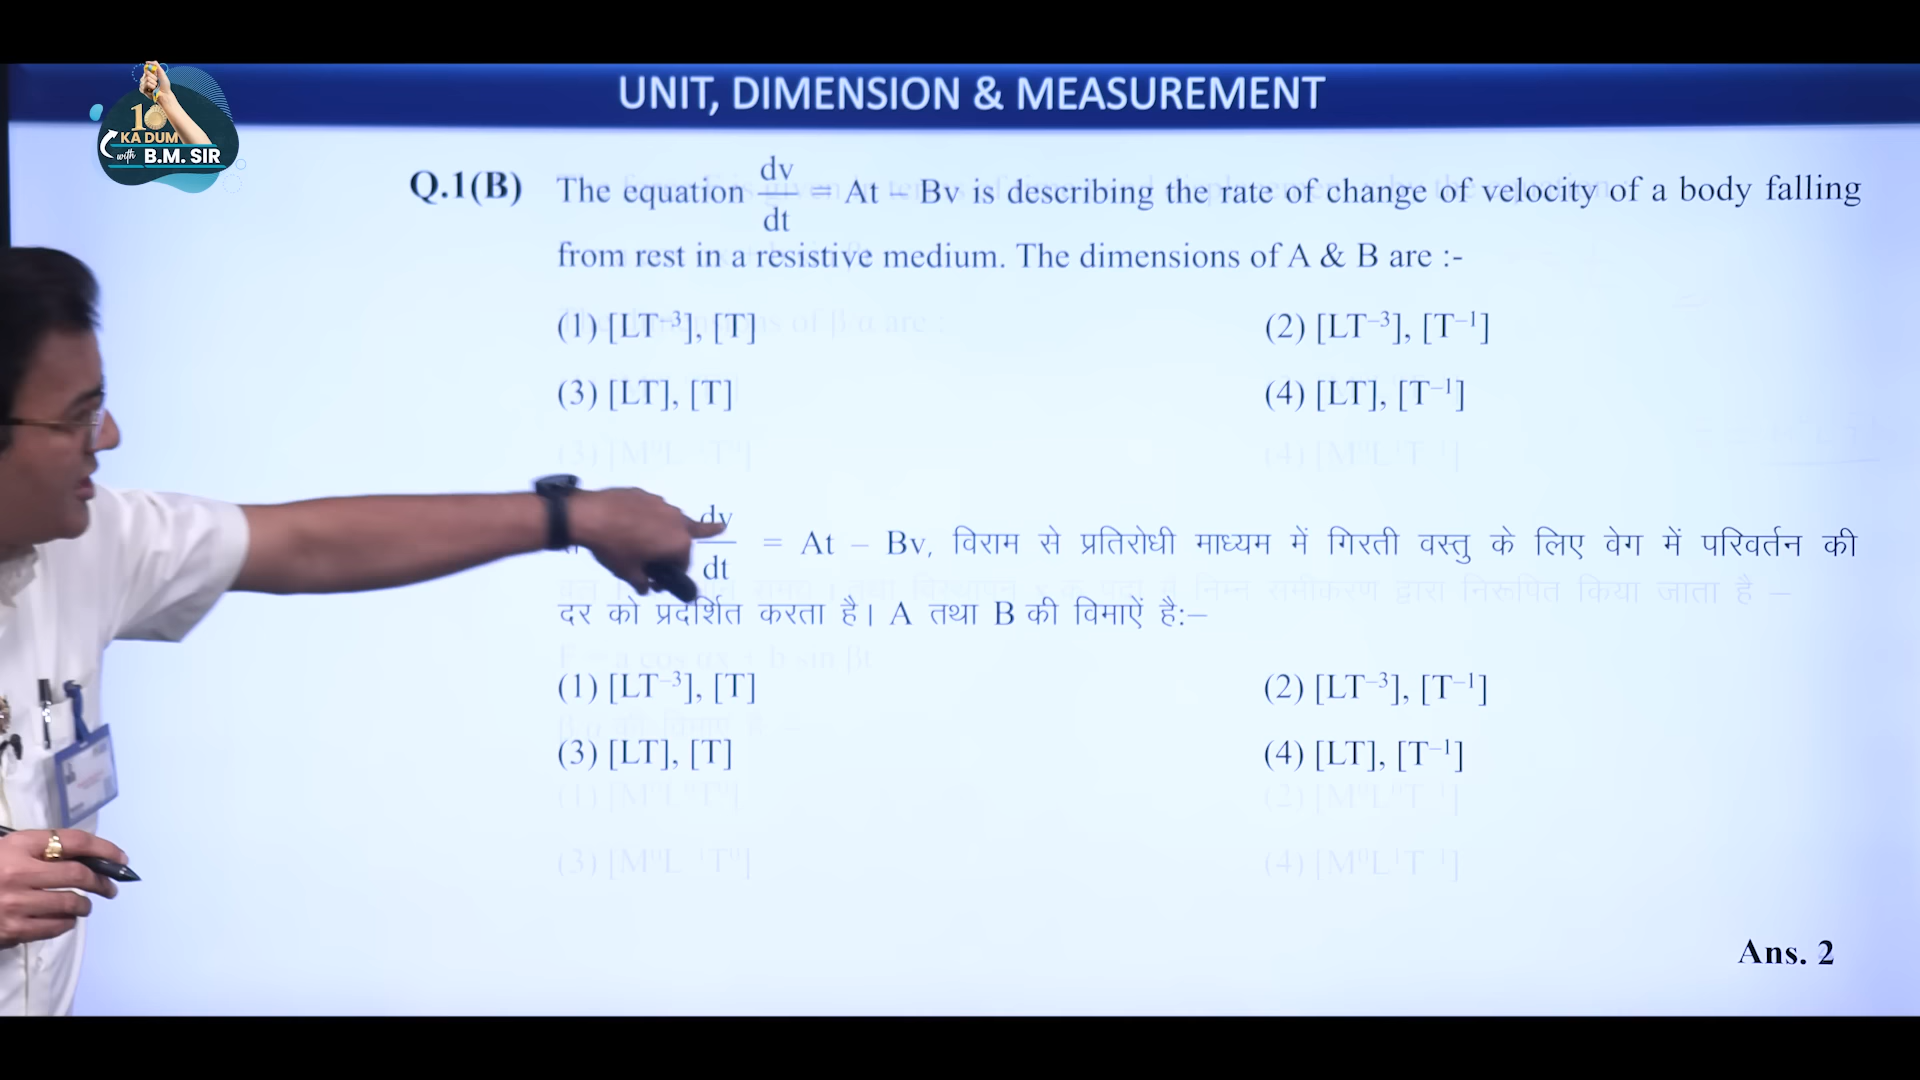 UNIT, DIMENSION & MEASUREMENT
10
KA DUM
with B.M. SIR
Q.1(B) The equation dv/dt = At – Bv is describing the rate of change of velocity of a body falling
from rest in a resistive medium. The dimensions of A & B are :-
(1) [LT⁻³], [T] (2) [LT⁻³], [T⁻¹]
(3) [LT], [T] (4) [LT], [T⁻¹]
dv/dt = At – Bv, विराम से प्रतिरोधी माध्यम में गिरती वस्तु के लिए वेग में परिवर्तन की
दर को प्रदर्शित करता है। A तथा B की विमाऐं है:–
(1) [LT⁻³], [T] (2) [LT⁻³], [T⁻¹]
(3) [LT], [T] (4) [LT], [T⁻¹]
Ans. 2